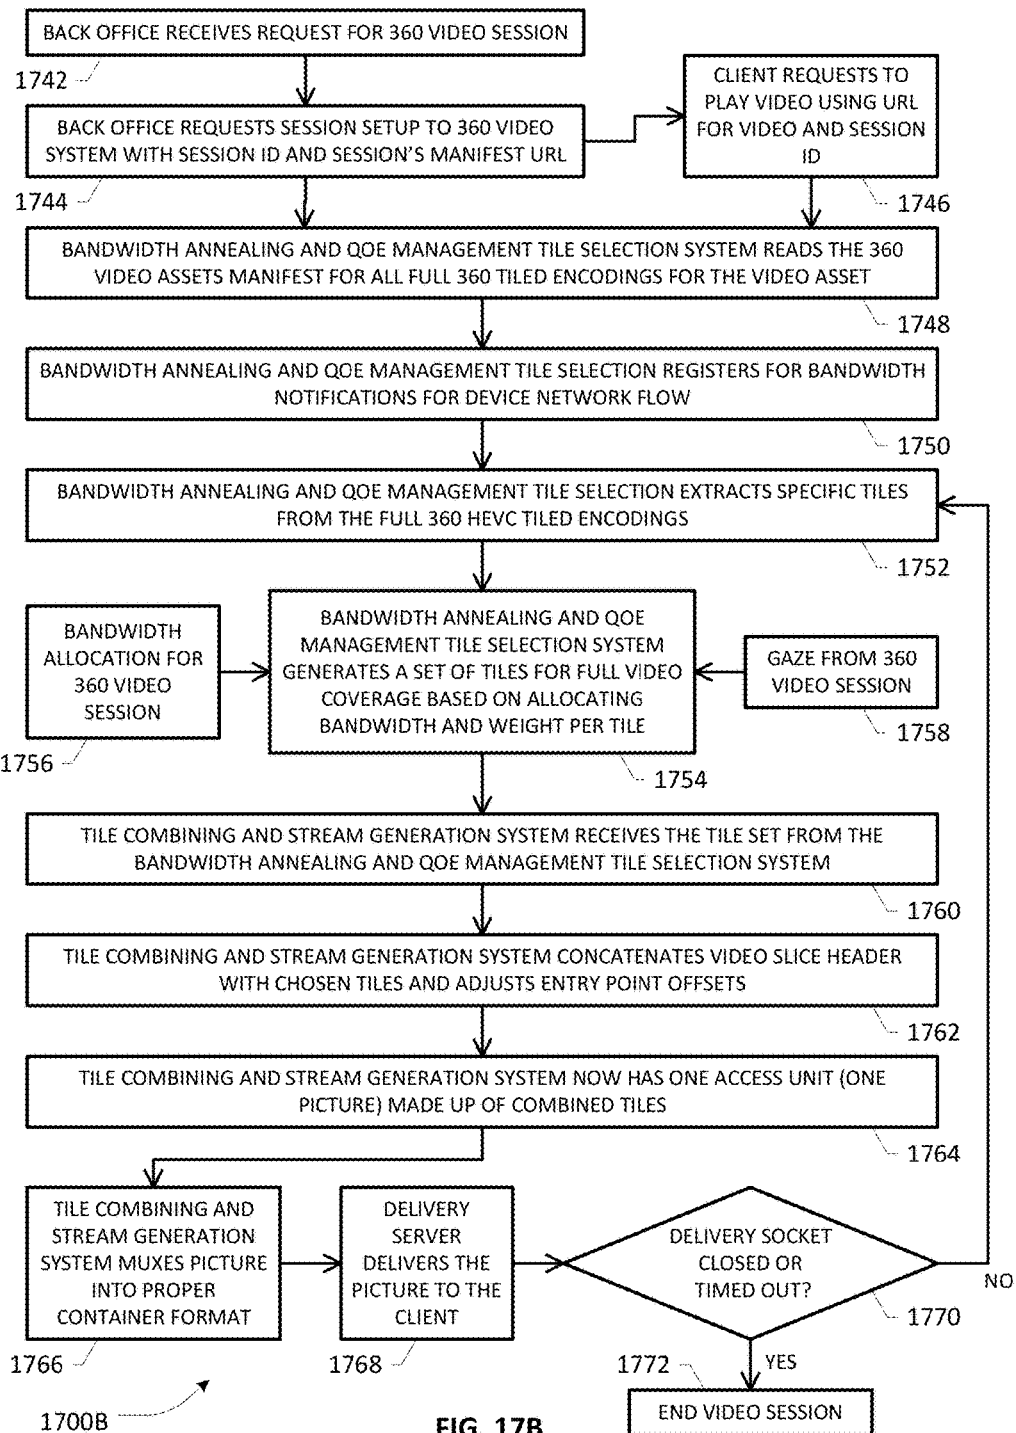 BACK OFFICE RECEIVES REQUEST FOR 360 VIDEO SESSION
1742
BACK OFFICE REQUESTS SESSION SETUP TO 360 VIDEO
SYSTEM WITH SESSION ID AND SESSION'S MANIFEST URL
1744
CLIENT REQUESTS TO
PLAY VIDEO USING URL
FOR VIDEO AND SESSION
ID
1746
BANDWIDTH ANNEALING AND QOE MANAGEMENT TILE SELECTION SYSTEM READS THE 360
VIDEO ASSETS MANIFEST FOR ALL FULL 360 TILED ENCODINGS FOR THE VIDEO ASSET
1748
BANDWIDTH ANNEALING AND QOE MANAGEMENT TILE SELECTION REGISTERS FOR BANDWIDTH
NOTIFICATIONS FOR DEVICE NETWORK FLOW
1750
BANDWIDTH ANNEALING AND QOE MANAGEMENT TILE SELECTION EXTRACTS SPECIFIC TILES
FROM THE FULL 360 HEVC TILED ENCODINGS
1752
BANDWIDTH
ALLOCATION FOR
360 VIDEO
SESSION
1756
BANDWIDTH ANNEALING AND QOE
MANAGEMENT TILE SELECTION SYSTEM
GENERATES A SET OF TILES FOR FULL VIDEO
COVERAGE BASED ON ALLOCATING
BANDWIDTH AND WEIGHT PER TILE
1754
GAZE FROM 360
VIDEO SESSION
1758
TILE COMBINING AND STREAM GENERATION SYSTEM RECEIVES THE TILE SET FROM THE
BANDWIDTH ANNEALING AND QOE MANAGEMENT TILE SELECTION SYSTEM
1760
TILE COMBINING AND STREAM GENERATION SYSTEM CONCATENATES VIDEO SLICE HEADER
WITH CHOSEN TILES AND ADJUSTS ENTRY POINT OFFSETS
1762
TILE COMBINING AND STREAM GENERATION SYSTEM NOW HAS ONE ACCESS UNIT (ONE
PICTURE) MADE UP OF COMBINED TILES
1764
TILE COMBINING AND
STREAM GENERATION
SYSTEM MUXES PICTURE
INTO PROPER
CONTAINER FORMAT
1766
DELIVERY
SERVER
DELIVERS THE
PICTURE TO THE
CLIENT
1768
DELIVERY SOCKET
CLOSED OR
TIMED OUT?
1770
NO
YES
1772
END VIDEO SESSION
1700B
FIG. 17B